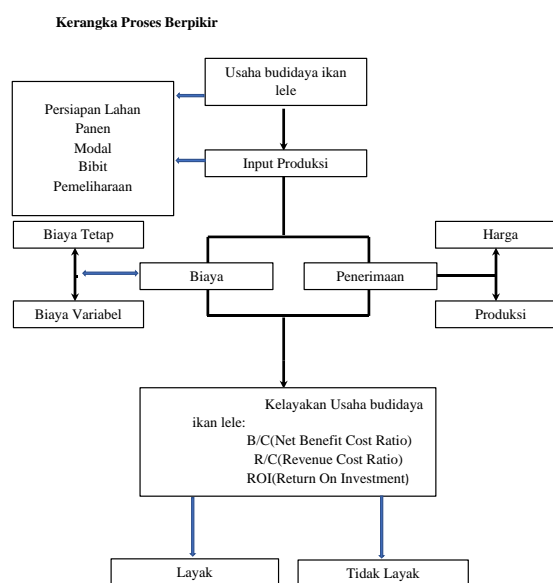 Kerangka Proses Berpikir
Usaha budidaya ikan
lele
Persiapan Lahan
Panen
Modal
Bibit
Pemeliharaan
Input Produksi
Biaya Tetap
Harga
Biaya
Penerimaan
Biaya Variabel
Produksi
Kelayakan Usaha budidaya
ikan lele:
B/C(Net Benefit Cost Ratio)
R/C(Revenue Cost Ratio)
ROI(Return On Investment)
Layak
Tidak Layak